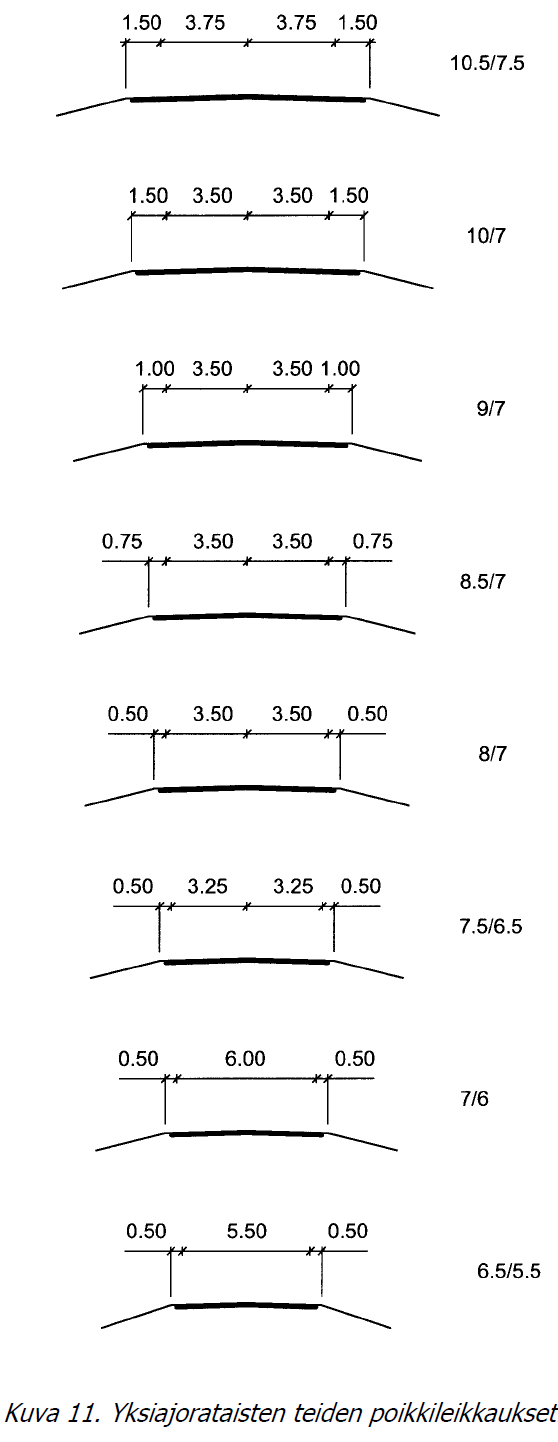 1.50 3.75 3.75 1.50
10.5/7.5
1.50 3.50 3.50 1.50
10/7
1.00 3.50 3.50 1.00
9/7
0.75 3.50 3.50 0.75
8.5/7
0.50 3.50 3.50 0.50
8/7
0.50 3.25 3.25 0.50
7.5/6.5
0.50 6.00 0.50
7/6
0.50 5.50 0.50
6.5/5.5
Kuva 11. Yksiajorataisten teiden poikkileikkaukset